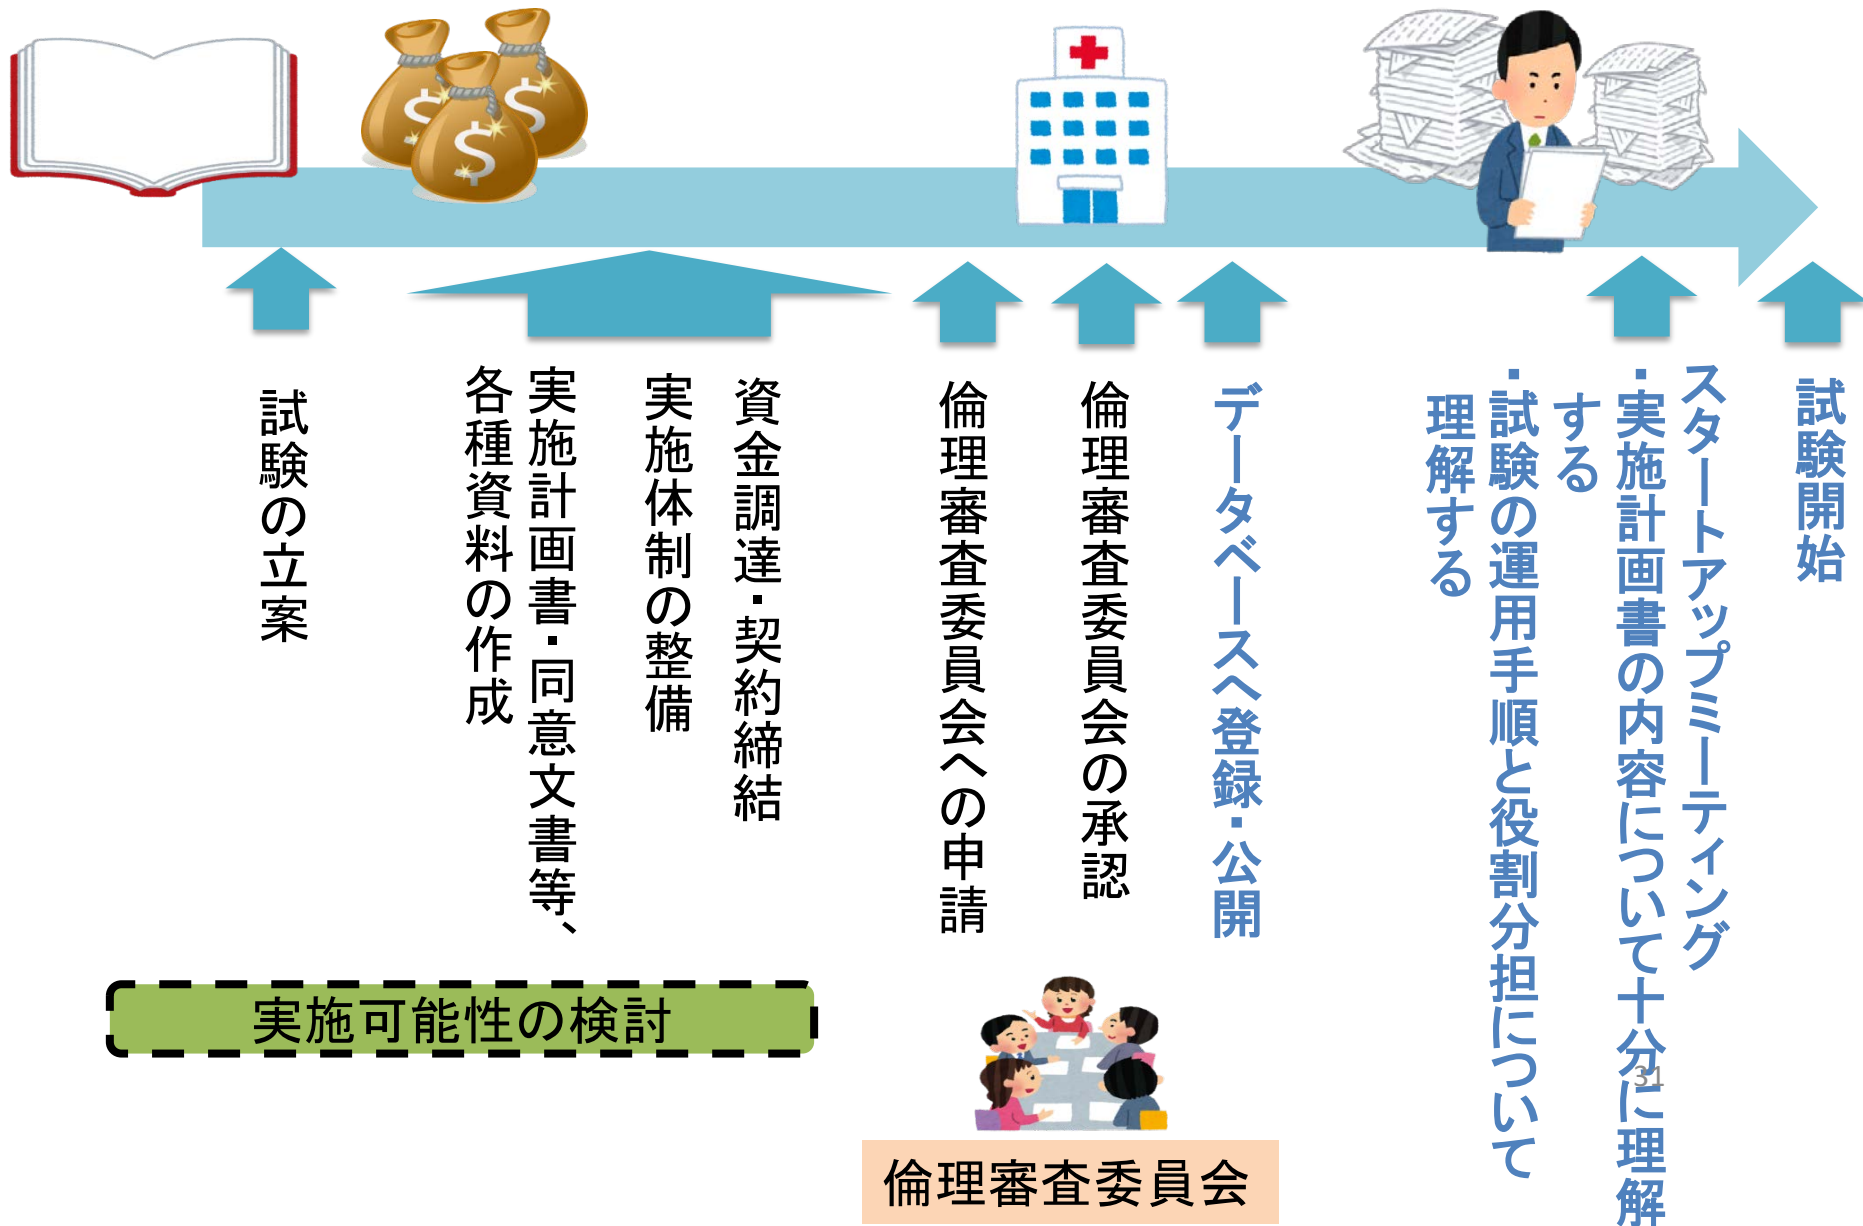 試験の立案
実施計画書・同意文書等、
各種資料の作成
実施体制の整備
資金調達・契約締結
倫理審査委員会への申請
倫理審査委員会の承認
データベースへ登録・公開
スタートアップミーティング
・実施計画書の内容について十分に理解
する
・試験の運用手順と役割分担について
理解する
試験開始
実施可能性の検討
倫理審査委員会
31
$
$
$